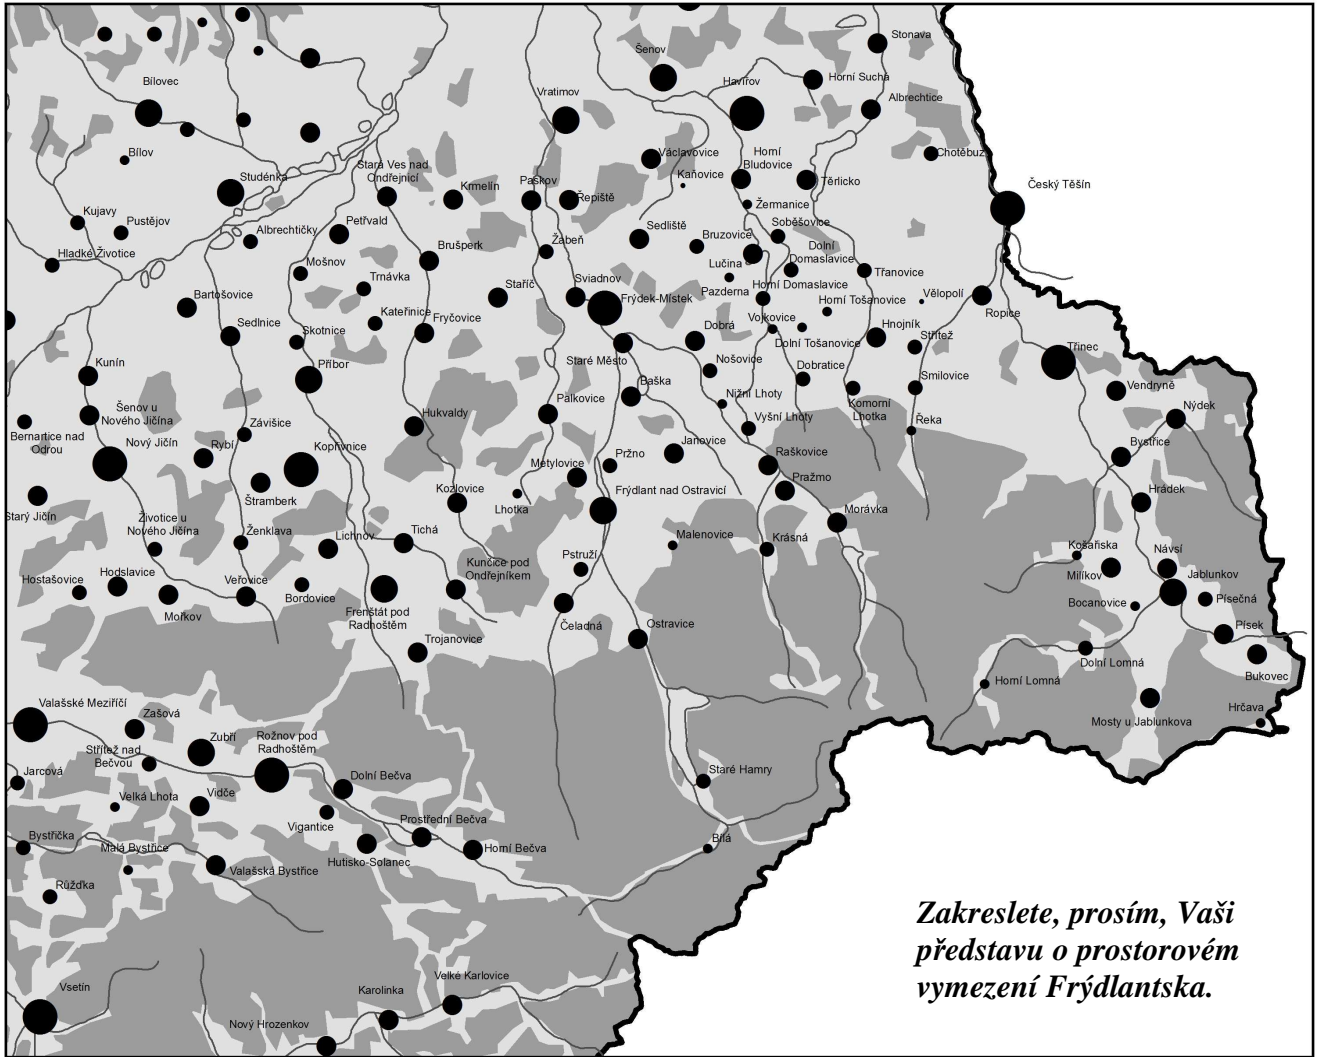 Stonava
Šenov
Havířov
Horní Suchá
Bílovec
Vratimov
Albrechtice
Bílov
Václavovice
Horní
Bludovice
Chotěbuz
Stará Ves nad
Ondřejnicí
Kaňovice
Studénka
Krmelín
Paskov
Řepiště
Těrlicko
Český Těšín
Žermanice
Kujavy
Pustějov
Petřvald
Albrechtičky
Sedliště
Bruzovice
Soběšovice
Hladké Životice
Brušperk
Žabeň
Dolní
Domaslavice
Lučina
Mošnov
Třanovice
Trnávka
Staříč
Sviadnov
Pazderna
Horní Domaslavice
Bartošovice
Frýdek-Místek
Horní Tošanovice
Vělopolí
Ropice
Kateřinice
Fryčovice
Vojkovice
Sedlnice
Skotnice
Dobrá
Hnojník
Střítež
Dolní Tošanovice
Třinec
Staré Město
Kunín
Příbor
Nošovice
Dobratice
Smilovice
Baška
Vendryně
Nižní Lhoty
Palkovice
Komorní
Lhotka
Nýdek
Šenov u
Nového Jičína
Hukvaldy
Vyšní Lhoty
Řeka
Závišice
Bernartice nad
Odrou
Nový Jičín
Rybí
Kopřivnice
Janovice
Bystřice
Pržno
Raškovice
Metylovice
Pražmo
Štramberk
Kozlovice
Frýdlant nad Ostravicí
Hrádek
Lhotka
Starý Jičín
Životice u
Nového Jičína
Morávka
Ženklava
Lichnov
Tichá
Malenovice
Krásná
Košařiska
Návsí
Pstruží
Kunčice pod
Ondřejníkem
Hostašovice
Hodslavice
Veřovice
Milíkov
Jablunkov
Bordovice
Bocanovice
Písečná
Mořkov
Frenštát pod
Radhoštěm
Čeladná
Ostravice
Písek
Trojanovice
Dolní Lomná
Bukovec
Horní Lomná
Valašské Meziříčí
Zašová
Hrčava
Mosty u Jablunkova
Zubří
Rožnov pod
Radhoštěm
Střítež nad
Bečvou
Jarcová
Dolní Bečva
Staré Hamry
Velká Lhota
Vidče
Vigantice
Prostřední Bečva
Bystřička
Malá Bystřice
Bílá
Horní Bečva
Hutisko-Solanec
Valašská Bystřice
Růžďka
Zakreslete, prosím, Vaši
představu o prostorovém
vymezení Frýdlantska.
Velké Karlovice
Vsetín
Karolinka
Nový Hrozenkov